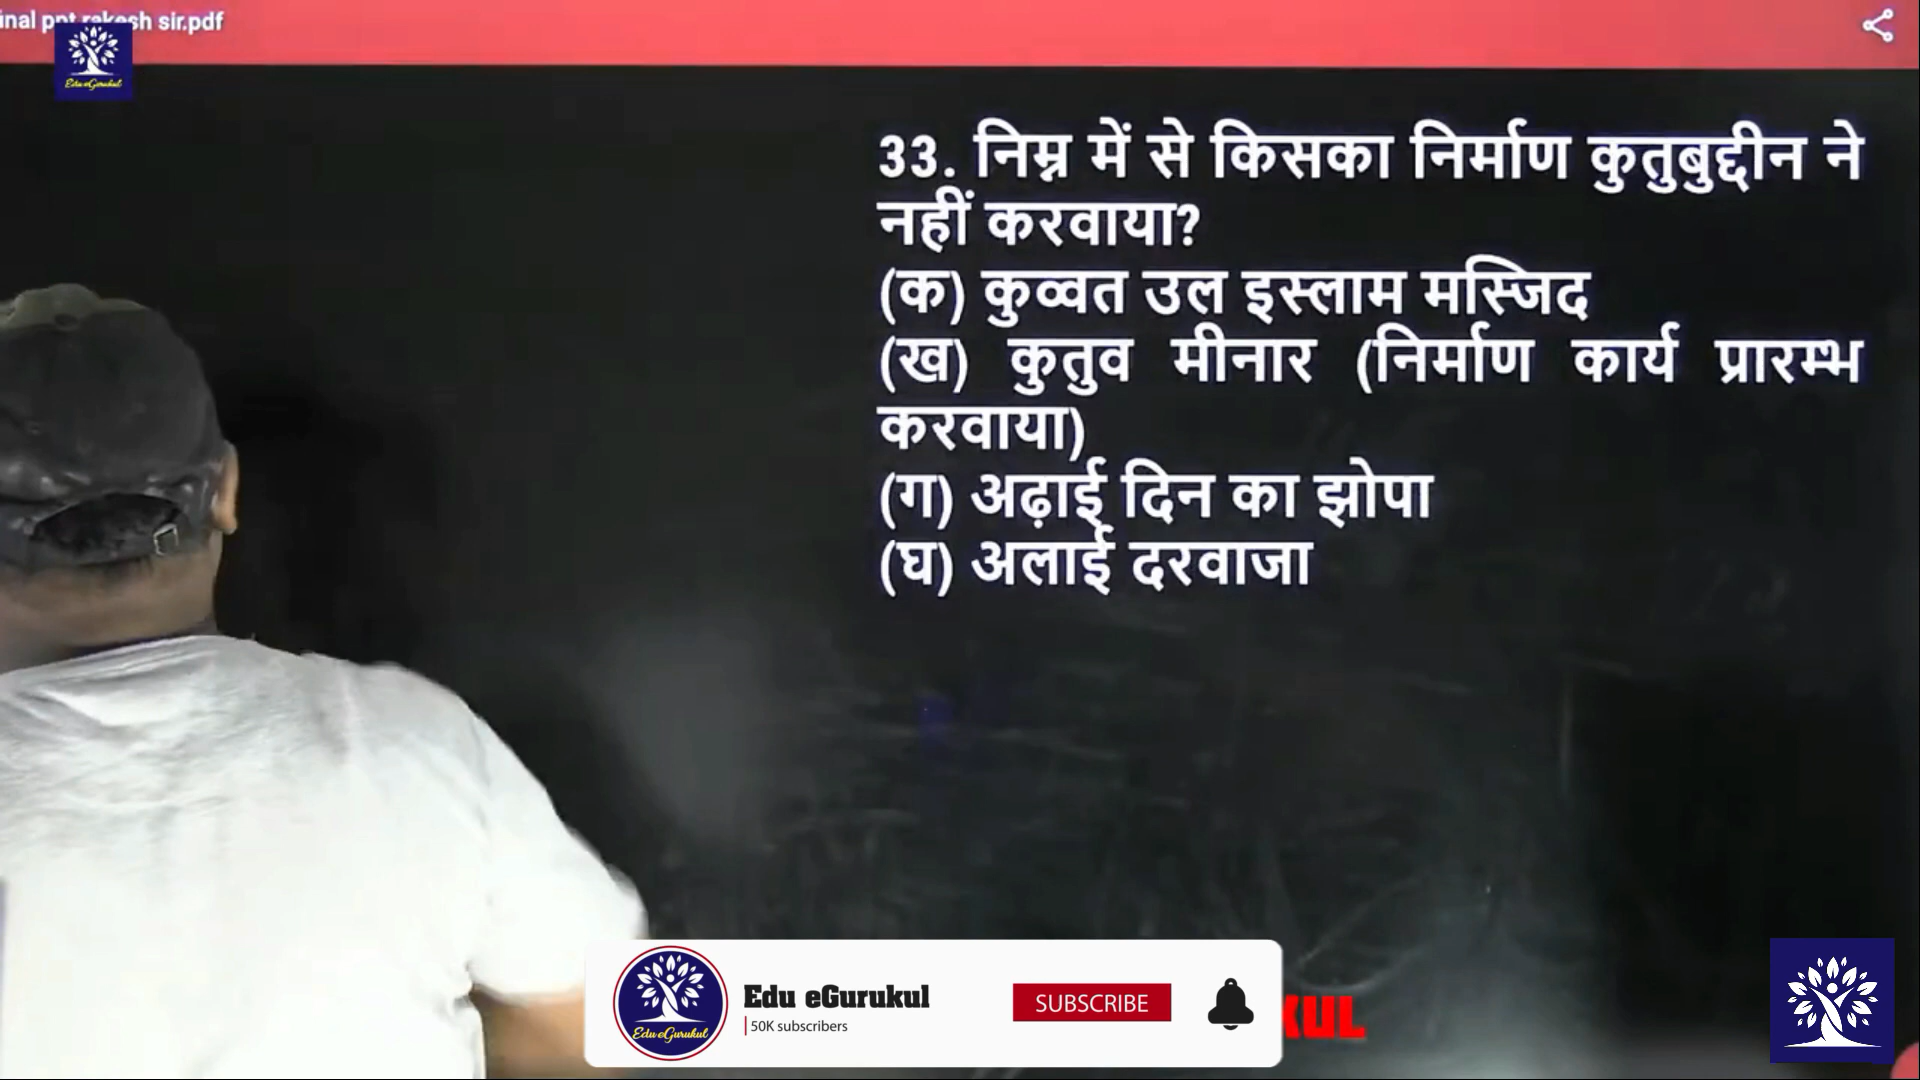 inal ppt rakesh sir.pdf
Edu eGurukul
33. निम्न में से किसका निर्माण कुतुबुद्दीन ने
नहीं करवाया?
(क) कुव्वत उल इस्लाम मस्जिद
(ख) कुतुव मीनार (निर्माण कार्य प्रारम्भ
करवाया)
(ग) अढ़ाई दिन का झोपा
(घ) अलाई दरवाजा
Edu eGurukul
Edu eGurukul
50K subscribers
SUBSCRIBE
KUL